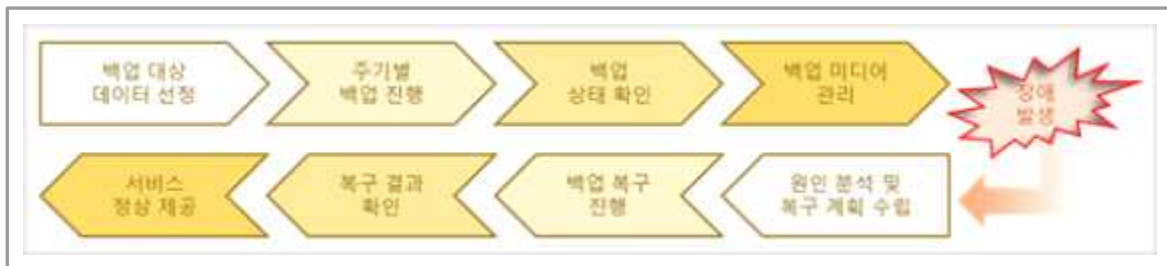 백업 대상
데이터 선정
주기별
백업 진행
백업
상태 확인
백업 미디어
관리
장애
발생
원인 분석 및
복구 계획 수립
백업 복구
진행
복구 결과
확인
서비스
정상 제공